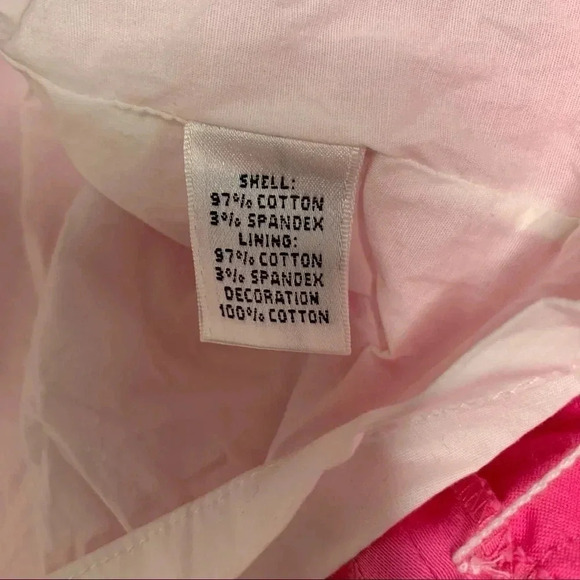 SHELL:
97% COTTON
3% SPANDEX
LINING:
97% COTTON
3% SPANDEX
DECORATION
100% COTTON